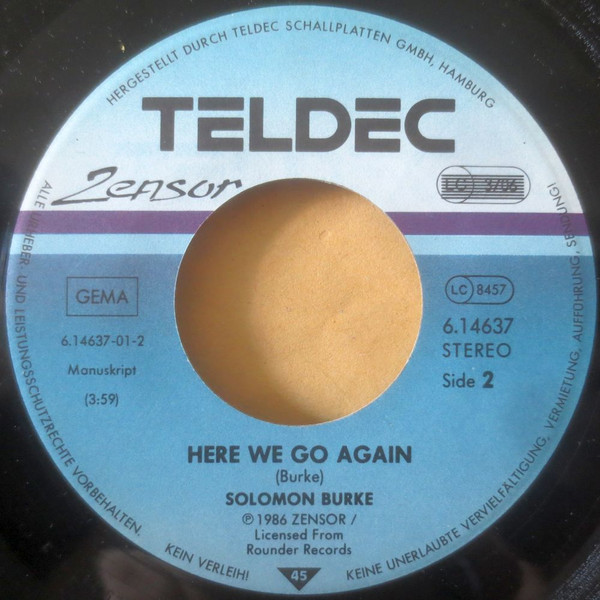 HERGESTELLT DURCH TELDEC SCHALLPLATTEN GMBH, HAMBURG
TELDEC
Zensor
LC 3706
GEMA
LC 8457
6.14637-01-2
6.14637
STEREO
Manuskript
Side 2
(3:59)
HERE WE GO AGAIN
(Burke)
SOLOMON BURKE
℗ 1986 ZENSOR /
Licensed From
Rounder Records
45
ALLE URHEBER- UND LEISTUNGSSCHUTZRECHTE VORBEHALTEN.
KEIN VERLEIH! KEINE UNERLAUBTE VERVIELFÄLTIGUNG, VERMIETUNG, AUFFÜHRUNG, SENDUNG!